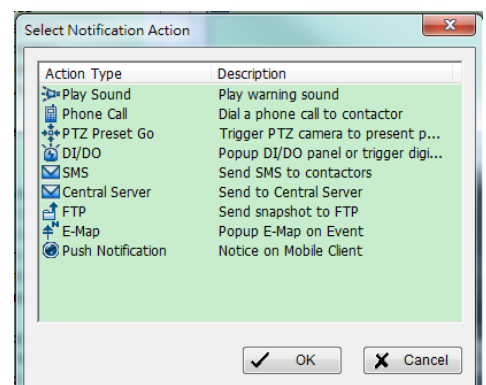 Select Notification Action
Action Type Description
Play Sound Play warning sound
Phone Call Dial a phone call to contactor
PTZ Preset Go Trigger PTZ camera to present p...
DI/DO Popup DI/DO panel or trigger digi...
SMS Send SMS to contactors
Central Server Send to Central Server
FTP Send snapshot to FTP
E-Map Popup E-Map on Event
Push Notification Notice on Mobile Client
OK Cancel